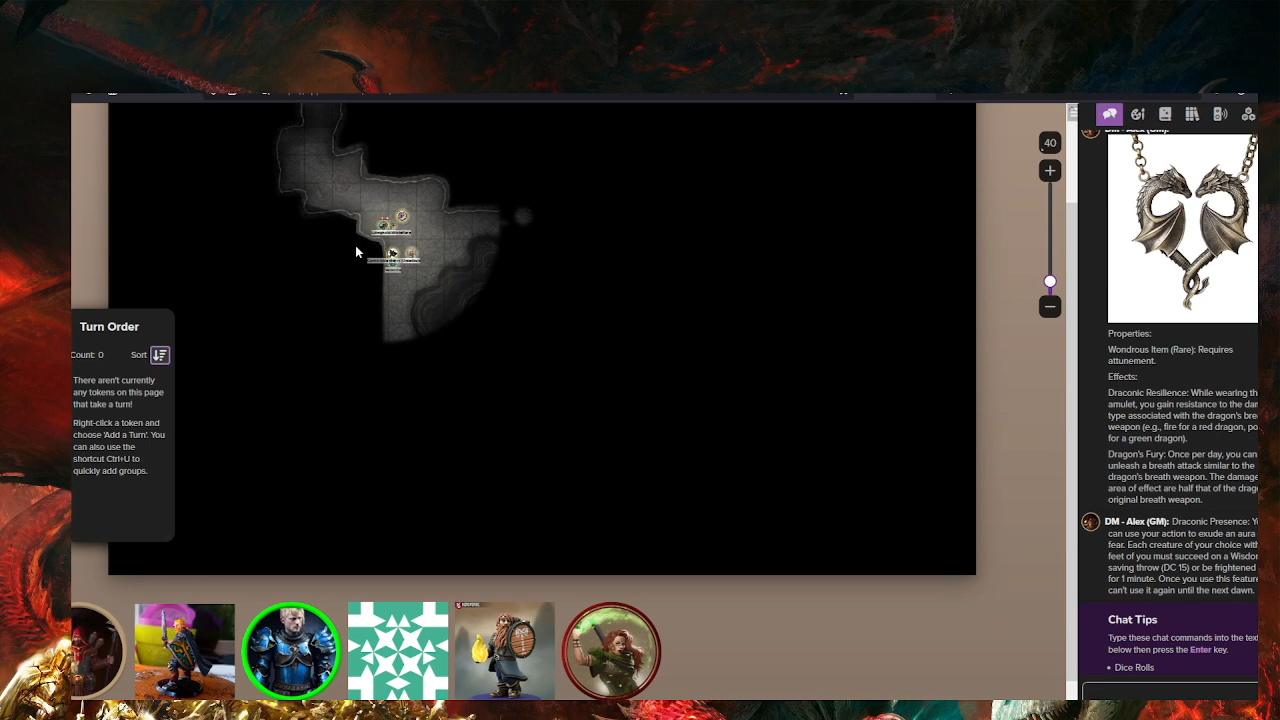 40
Turn Order
Count: 0
Sort
There aren't currently
any tokens on this page
that take a turn!
Right-click a token and
choose 'Add a Turn'. You
can also use the
shortcut Ctrl+U to
quickly add groups.
DM - Alex (GM):
Properties:
Wondrous Item (Rare): Requires
attunement.
Effects:
Draconic Resilience: While wearing th
amulet, you gain resistance to the dam
type associated with the dragon's brea
weapon (e.g., fire for a red dragon, po
for a green dragon).
Dragon's Fury: Once per day, you can
unleash a breath attack similar to the
dragon's breath weapon. The damage
area of effect are half that of the drago
original breath weapon.
DM - Alex (GM): Draconic Presence: Y
can use your action to exude an aura
fear. Each creature of your choice with
feet of you must succeed on a Wisdo
saving throw (DC 15) or be frightened
for 1 minute. Once you use this feature
can't use it again until the next dawn.
Chat Tips
Type these chat commands into the text
below then press the Enter key.
• Dice Rolls